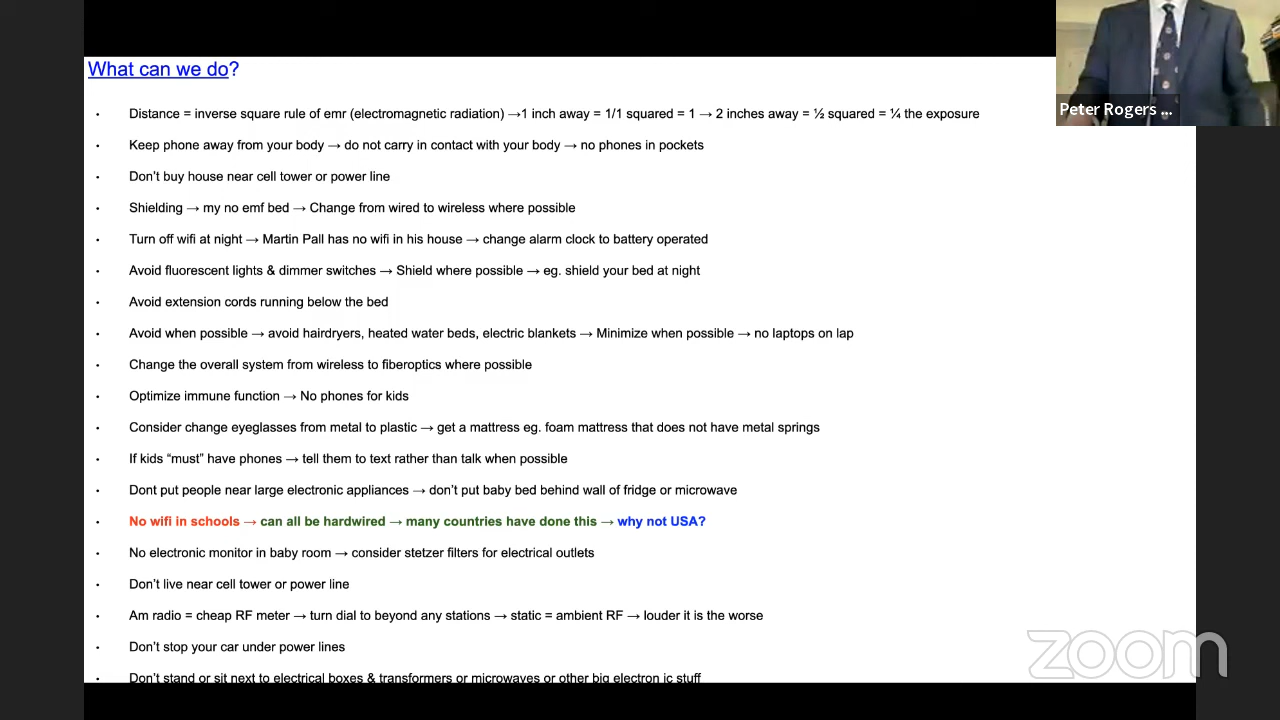 What can we do?
• Distance = inverse square rule of emr (electromagnetic radiation) →1 inch away = 1/1 squared = 1 → 2 inches away = ½ squared = ¼ the exposure
• Keep phone away from your body → do not carry in contact with your body → no phones in pockets
• Don't buy house near cell tower or power line
• Shielding → my no emf bed → Change from wired to wireless where possible
• Turn off wifi at night → Martin Pall has no wifi in his house → change alarm clock to battery operated
• Avoid fluorescent lights & dimmer switches → Shield where possible → eg. shield your bed at night
• Avoid extension cords running below the bed
• Avoid when possible → avoid hairdryers, heated water beds, electric blankets → Minimize when possible → no laptops on lap
• Change the overall system from wireless to fiberoptics where possible
• Optimize immune function → No phones for kids
• Consider change eyeglasses from metal to plastic → get a mattress eg. foam mattress that does not have metal springs
• If kids “must” have phones → tell them to text rather than talk when possible
• Dont put people near large electronic appliances → don't put baby bed behind wall of fridge or microwave
• No wifi in schools → can all be hardwired → many countries have done this → why not USA?
• No electronic monitor in baby room → consider stetzer filters for electrical outlets
• Don't live near cell tower or power line
• Am radio = cheap RF meter → turn dial to beyond any stations → static = ambient RF → louder it is the worse
• Don't stop your car under power lines
• Don't stand or sit next to electrical boxes & transformers or microwaves or other big electron ic stuff
Peter Rogers ...
zoom